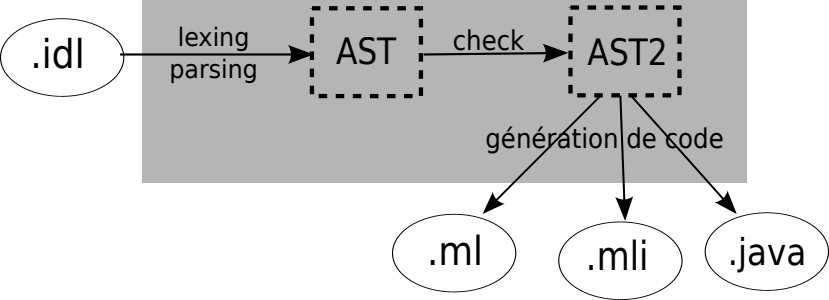 .idl
lexing
parsing
AST
check
AST2
génération de code
.ml
.mli
.java